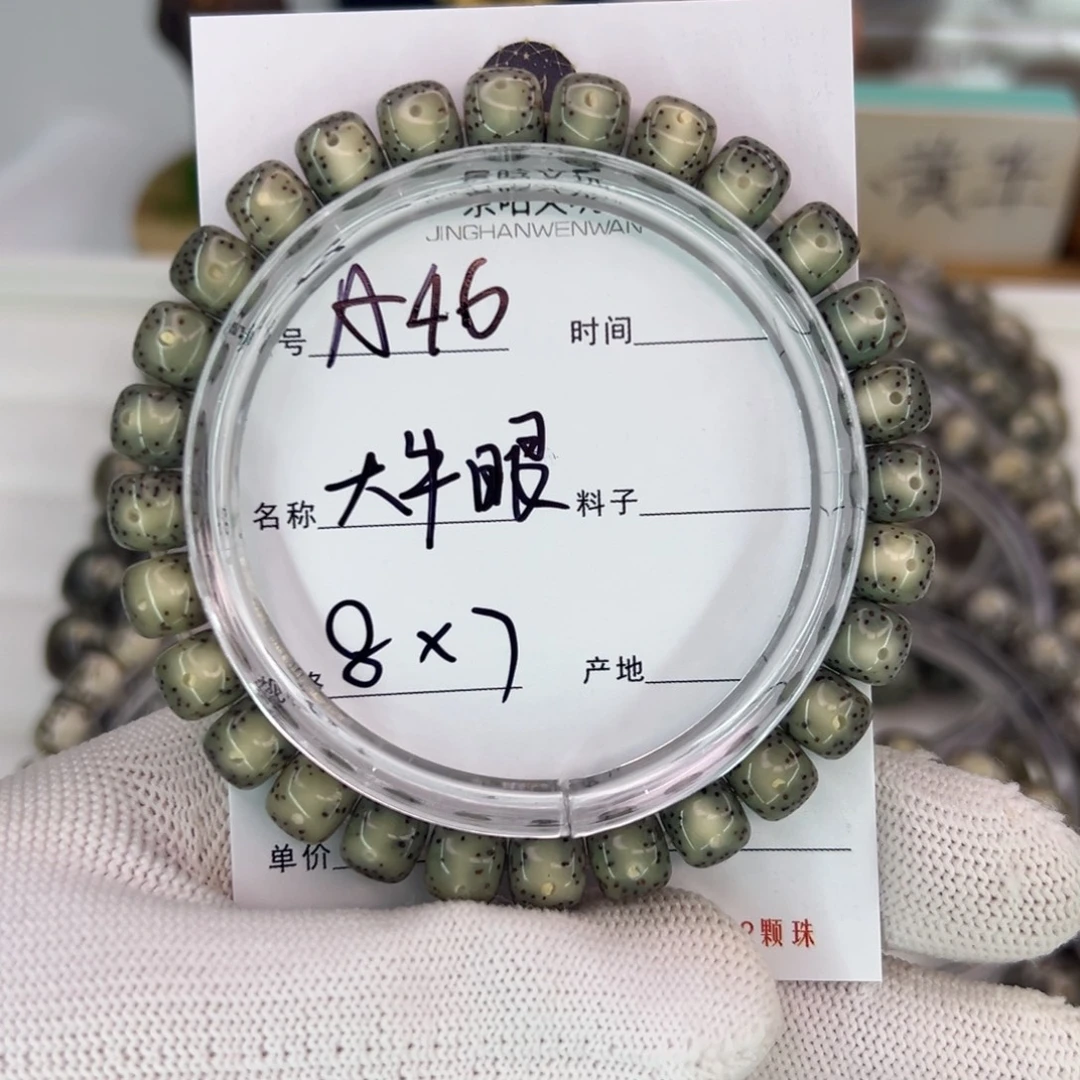 JINGHANWENWAN
号 A46 时间
名称 大牛眼 料子
8×7 产地
单价
颗珠